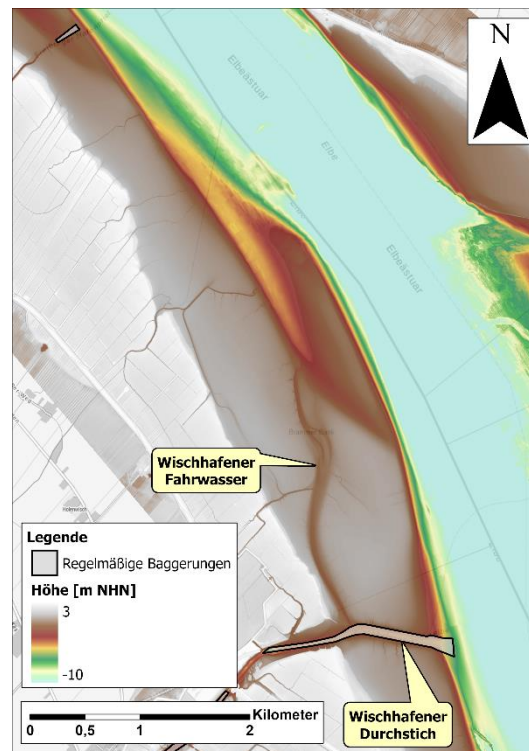 N
Elbeästuar
Elbe
Elbeästuar
Wischhafener
Fahrwasser
Legende
Regelmäßige Baggerungen
Höhe [m NHN]
3
-10
Kilometer
0 0,5 1 2
Wischhafener
Durchstich